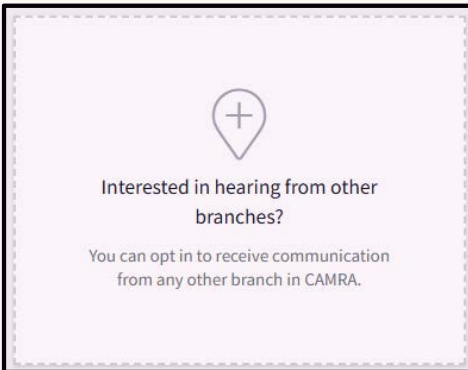 Interested in hearing from other
branches?
You can opt in to receive communication
from any other branch in CAMRA.